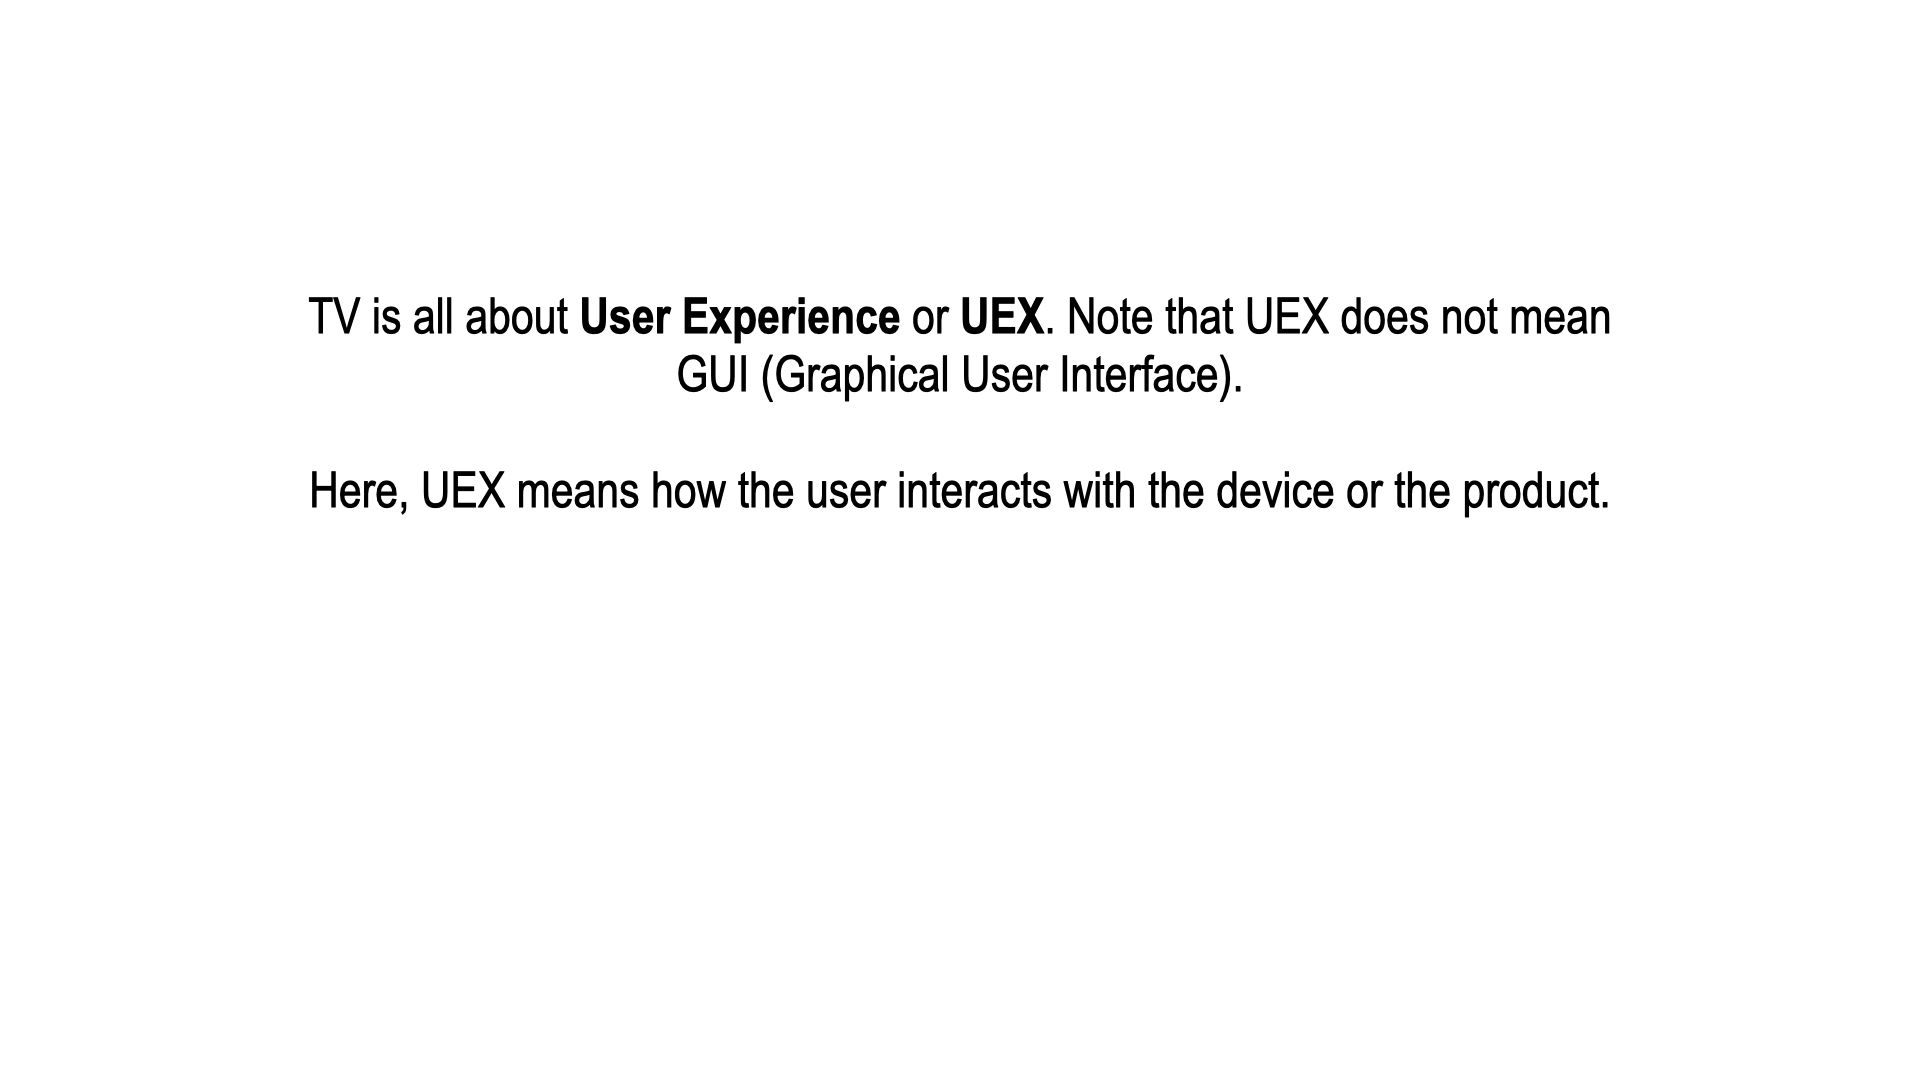 TV is all about User Experience or UEX. Note that UEX does not mean
GUI (Graphical User Interface).
Here, UEX means how the user interacts with the device or the product.